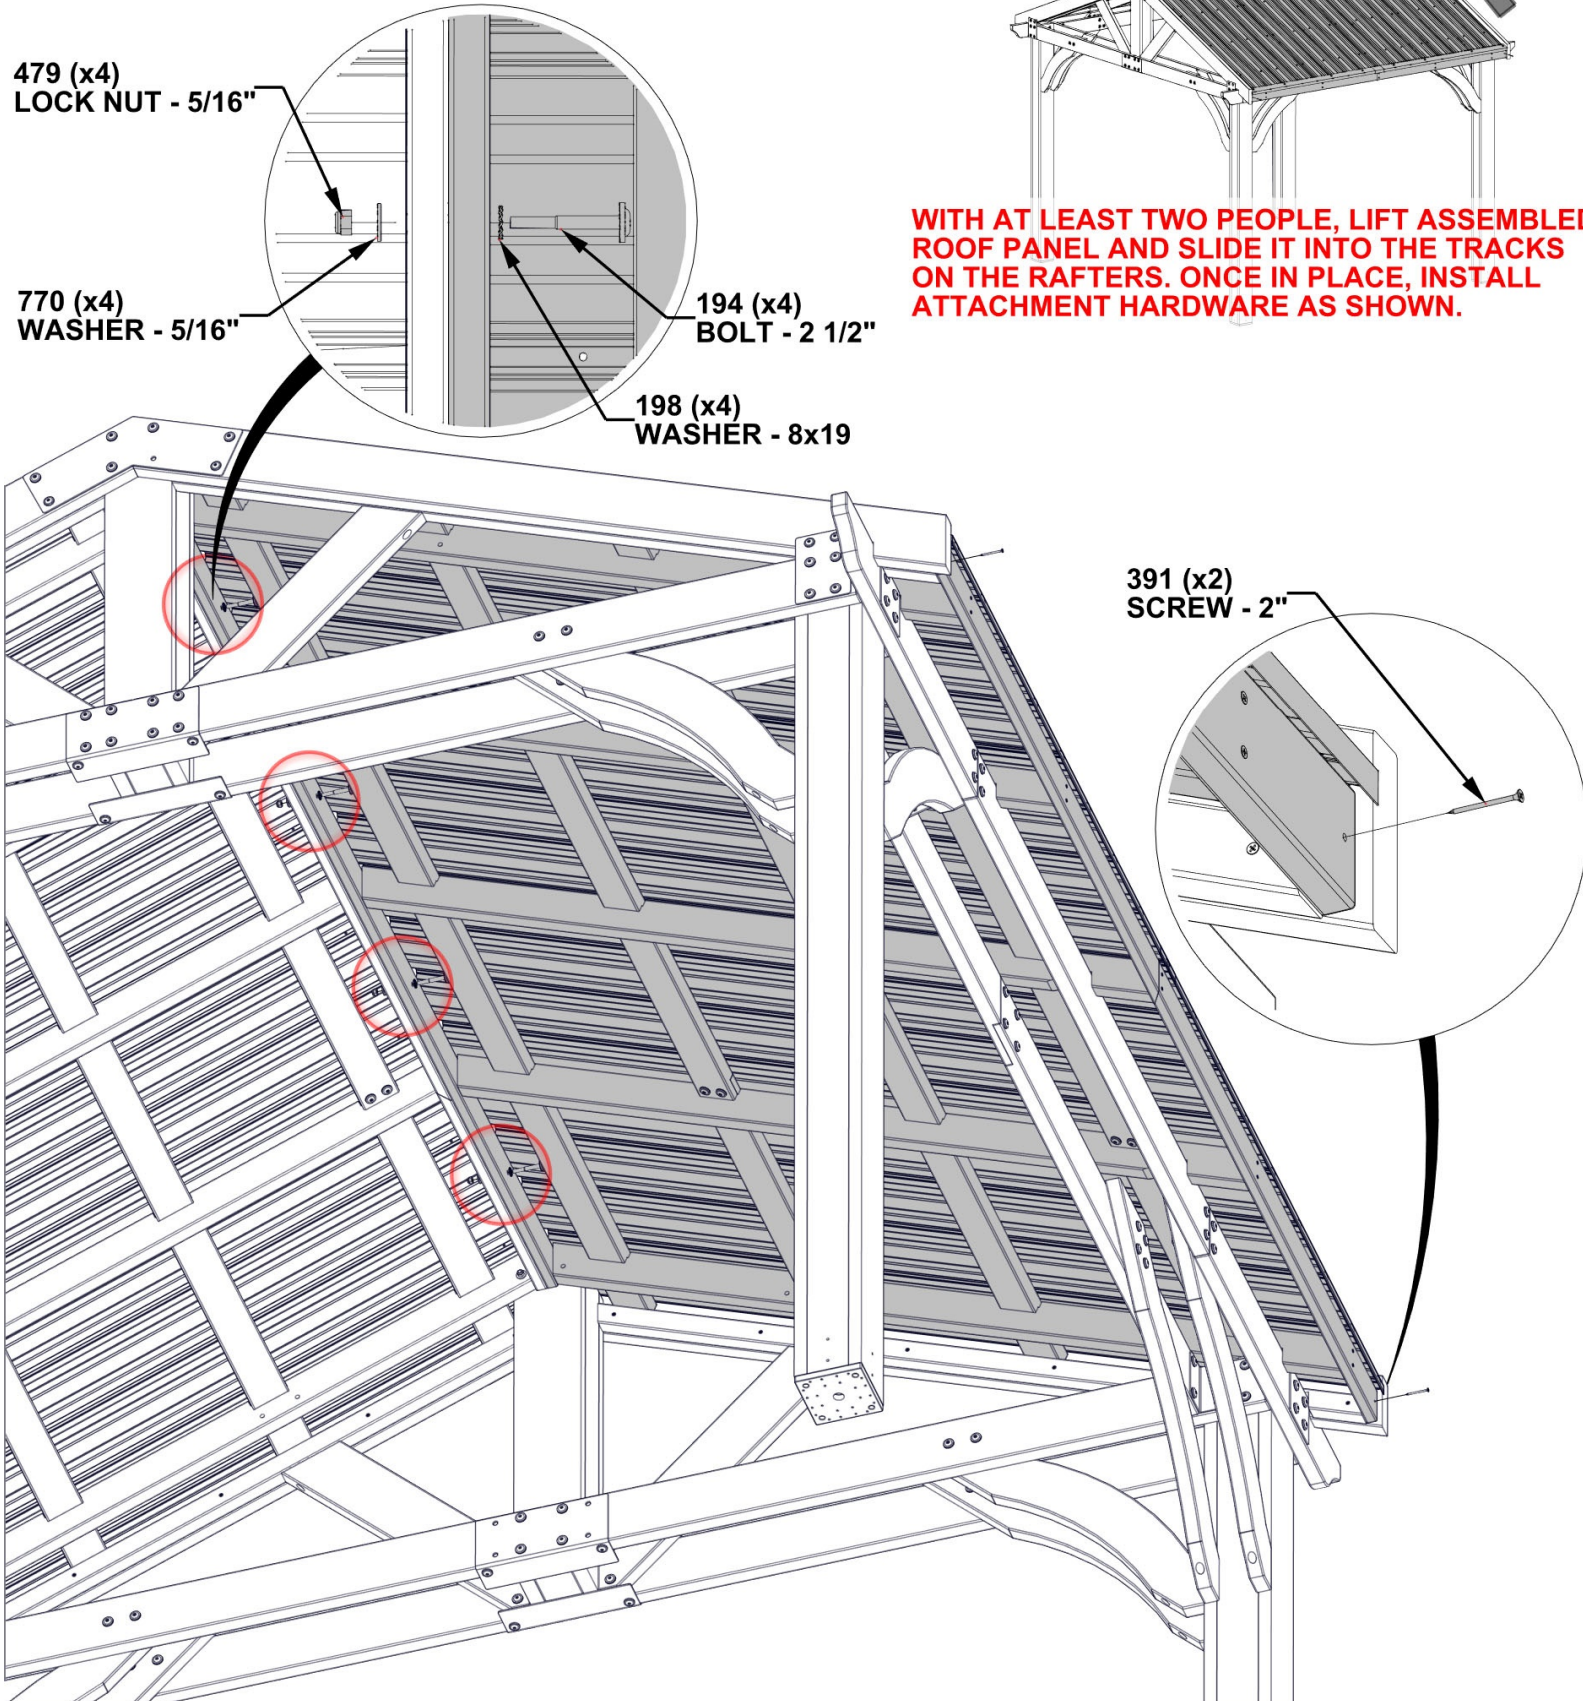 479 (x4)
LOCK NUT - 5/16"
770 (x4)
WASHER - 5/16"
194 (x4)
BOLT - 2 1/2"
198 (x4)
WASHER - 8x19
WITH AT LEAST TWO PEOPLE, LIFT ASSEMBLED
ROOF PANEL AND SLIDE IT INTO THE TRACKS
ON THE RAFTERS. ONCE IN PLACE, INSTALL
ATTACHMENT HARDWARE AS SHOWN.
391 (x2)
SCREW - 2"